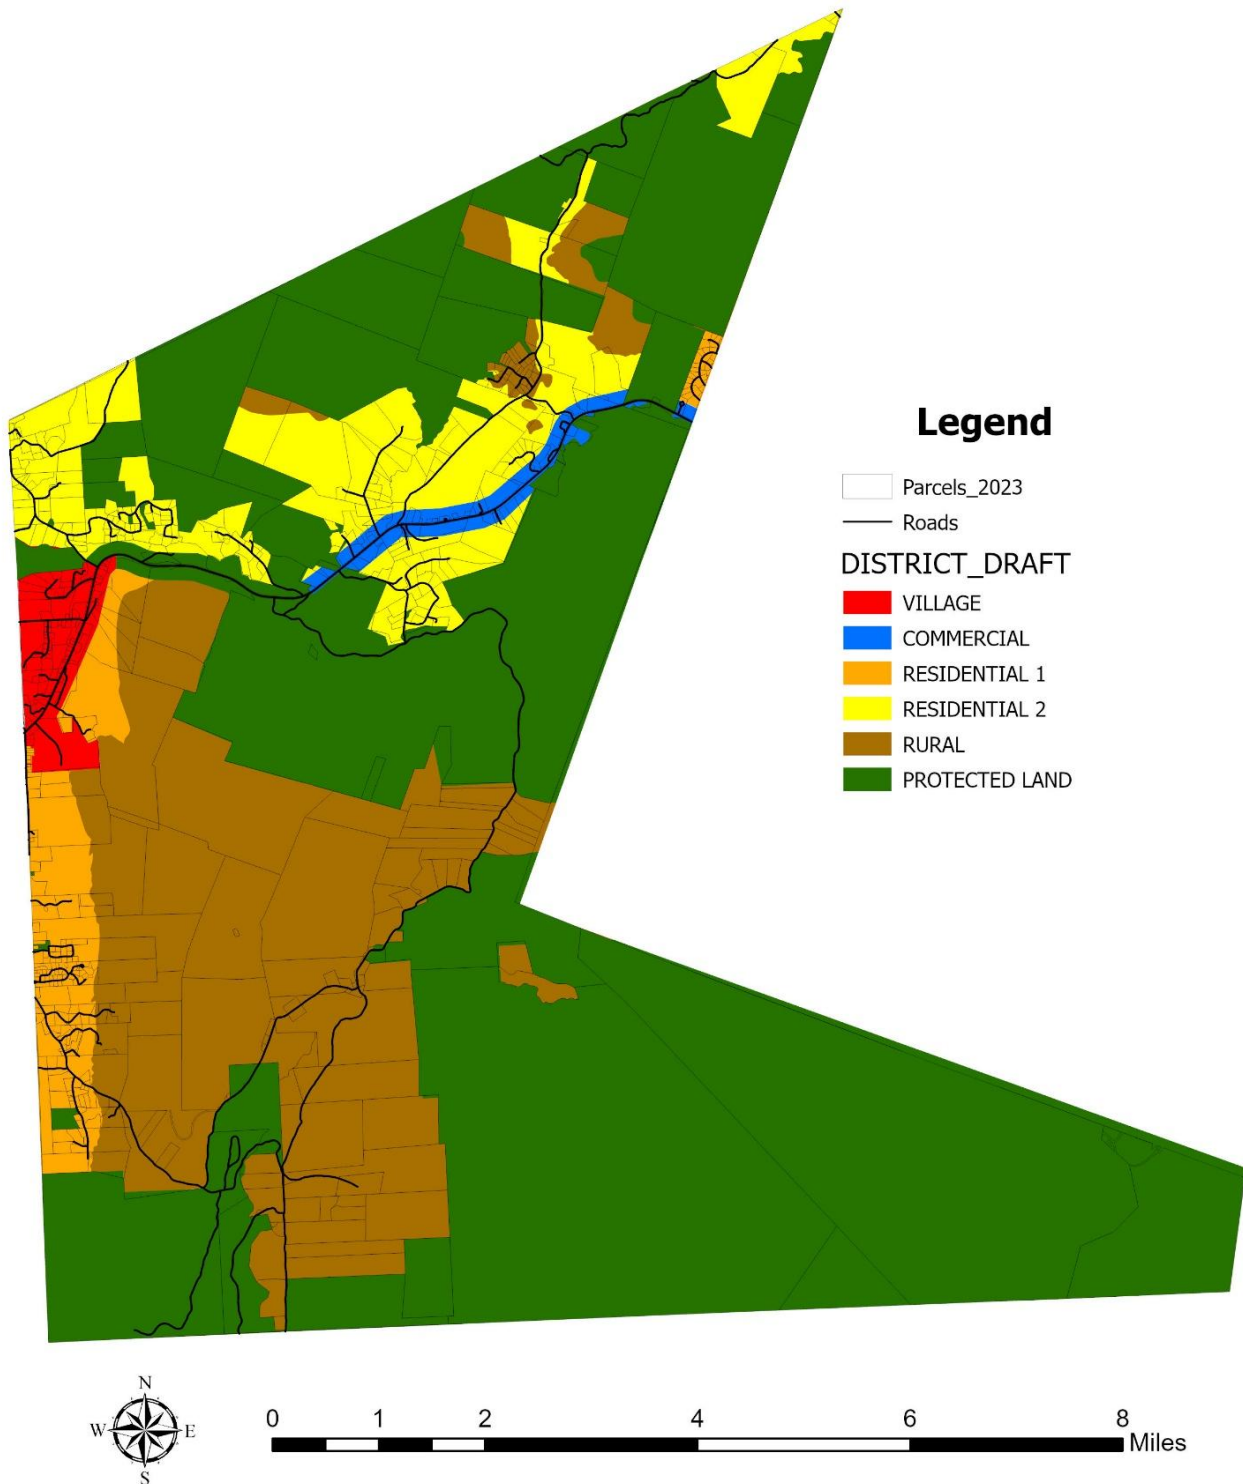 Legend
Parcels_2023
Roads
DISTRICT_DRAFT
VILLAGE
COMMERCIAL
RESIDENTIAL 1
RESIDENTIAL 2
RURAL
PROTECTED LAND
N
W E
S
0 1 2 4 6 8
Miles